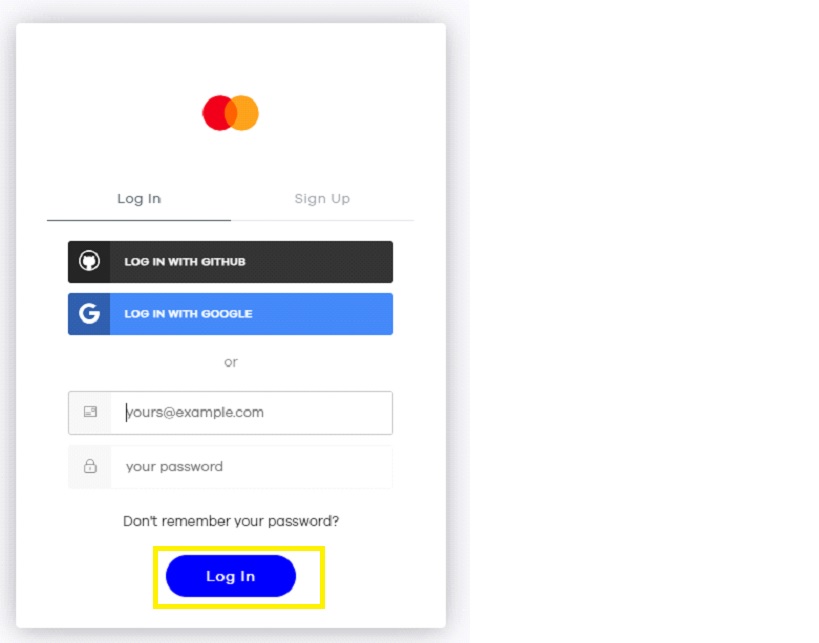 Log In
Sign Up
LOG IN WITH GITHUB
LOG IN WITH GOOGLE
or
yours@example.com
your password
Don't remember your password?
Log In